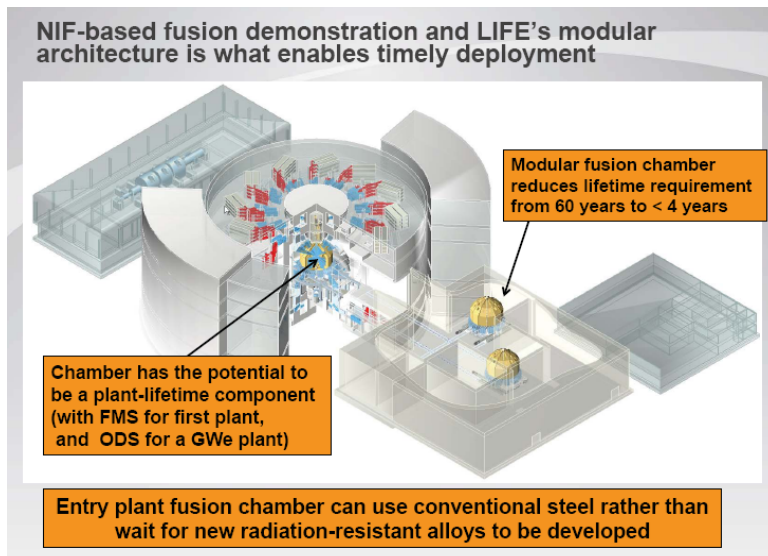 NIF-based fusion demonstration and LIFE's modular
architecture is what enables timely deployment
Modular fusion chamber
reduces lifetime requirement
from 60 years to < 4 years
Chamber has the potential to
be a plant-lifetime component
(with FMS for first plant,
and ODS for a GWe plant)
Entry plant fusion chamber can use conventional steel rather than
wait for new radiation-resistant alloys to be developed